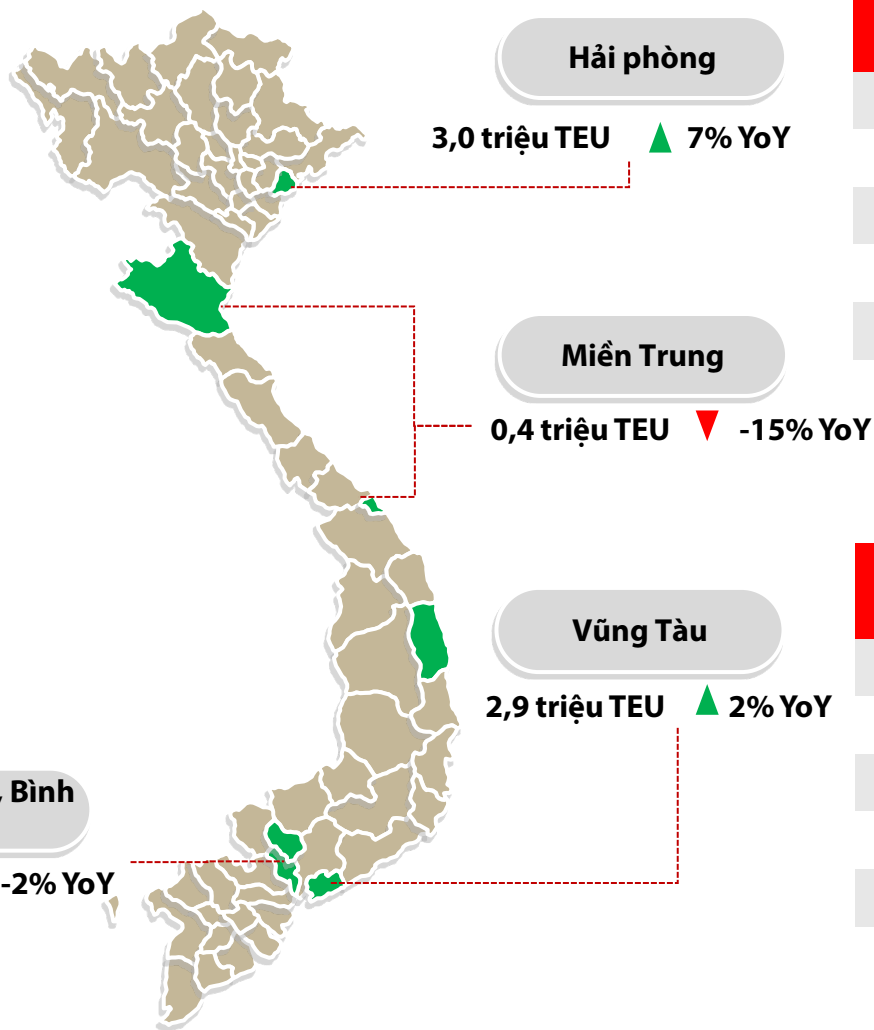 Hải phòng
3,0 triệu TEU 7% YoY
Miền Trung
0,4 triệu TEU -15% YoY
Vũng Tàu
2,9 triệu TEU 2% YoY
, Bình
-2% YoY